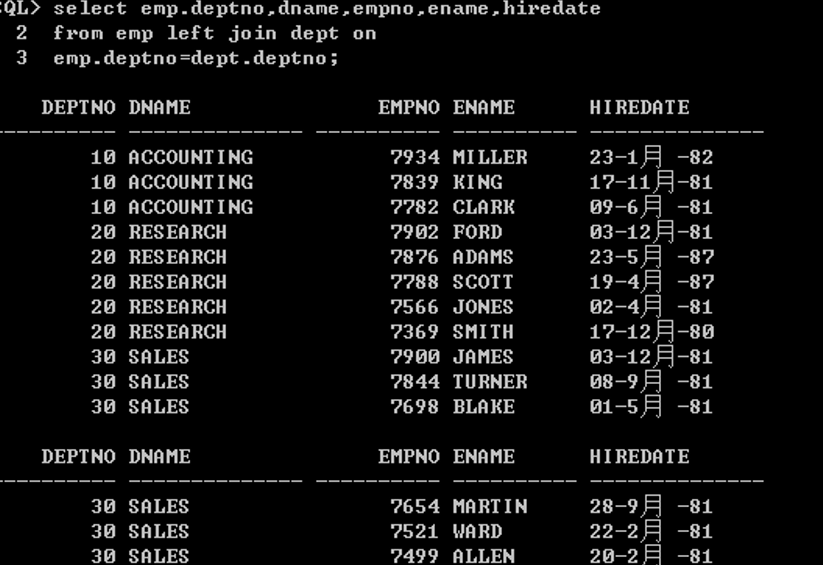 SQL> select emp.deptno,dname,empno,ename,hiredate
2 from emp left join dept on
3 emp.deptno=dept.deptno;
DEPTNO DNAME EMPNO ENAME HIREDATE
---------- -------------- ---------- ---------- --------------
10 ACCOUNTING 7934 MILLER 23-1月 -82
10 ACCOUNTING 7839 KING 17-11月-81
10 ACCOUNTING 7782 CLARK 09-6月 -81
20 RESEARCH 7902 FORD 03-12月-81
20 RESEARCH 7876 ADAMS 23-5月 -87
20 RESEARCH 7788 SCOTT 19-4月 -87
20 RESEARCH 7566 JONES 02-4月 -81
20 RESEARCH 7369 SMITH 17-12月-80
30 SALES 7900 JAMES 03-12月-81
30 SALES 7844 TURNER 08-9月 -81
30 SALES 7698 BLAKE 01-5月 -81
DEPTNO DNAME EMPNO ENAME HIREDATE
---------- -------------- ---------- ---------- --------------
30 SALES 7654 MARTIN 28-9月 -81
30 SALES 7521 WARD 22-2月 -81
30 SALES 7499 ALLEN 20-2月 -81